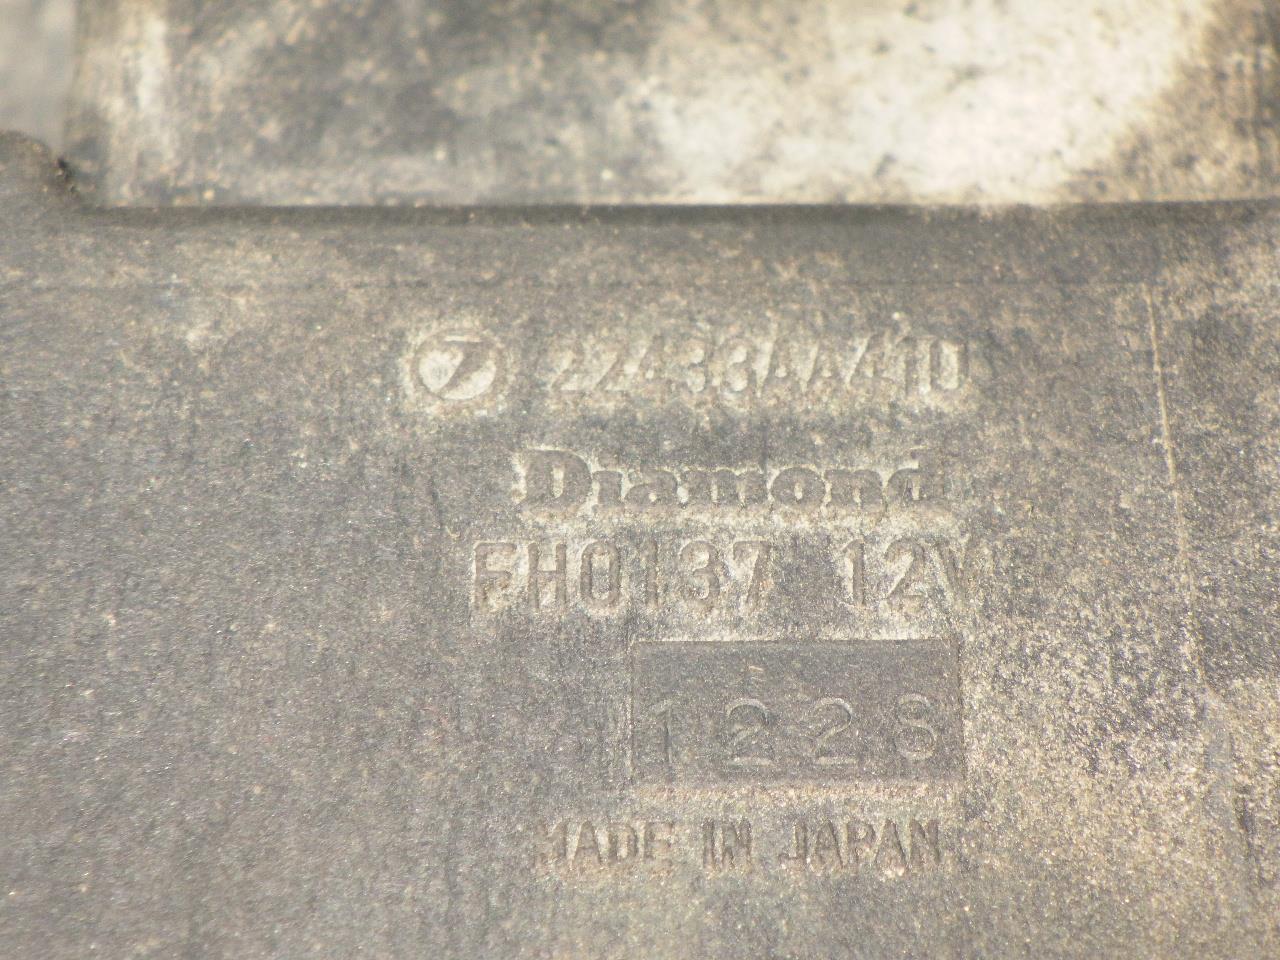 22433AA410
Diamond
FH0137 12V
1228
MADE IN JAPAN